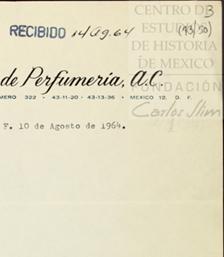 CENTRO DE
ESTUDIOS
DE HISTORIA
DE MEXICO
FUNDACIÓN
Carlos Slim
(43/50)
RECIBIDO 14/Ag.64
de Perfumería, A.C.
MERO 322 • 43-11-20 • 43-13-36 • MEXICO 12, D. F.
F. 10 de Agosto de 1964.